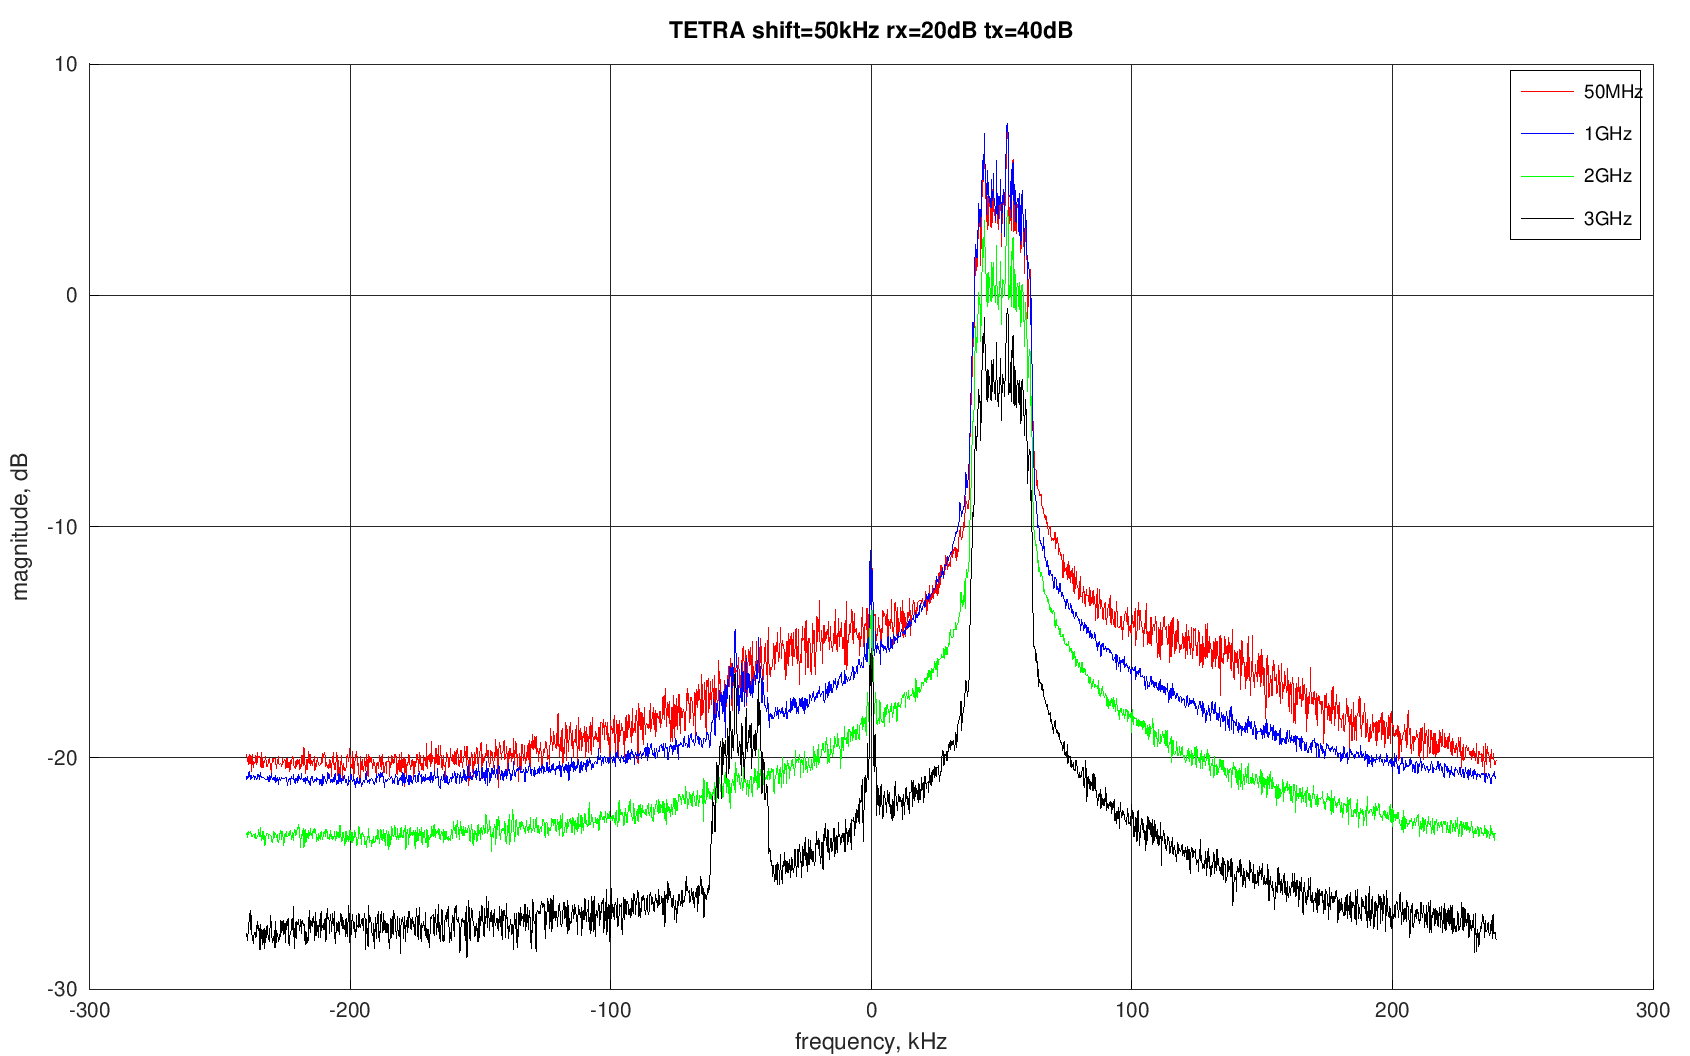 TETRA shift=50kHz rx=20dB tx=40dB
10
0
-10
-20
-30
magnitude, dB
50MHz
1GHz
2GHz
3GHz
-300
-200
-100
0
100
200
300
frequency, kHz